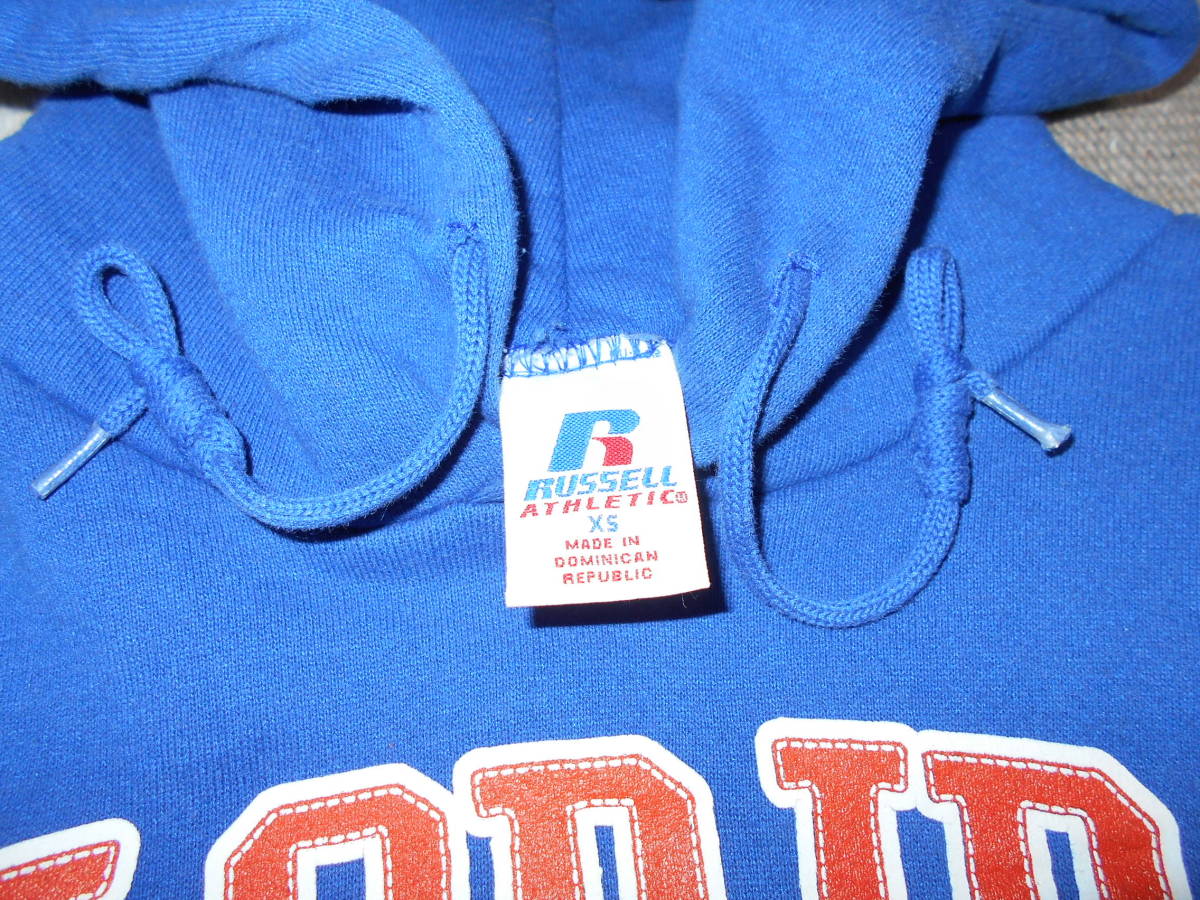 R
RUSSELL
ATHLETIC®
XS
MADE IN
DOMINICAN
REPUBLIC